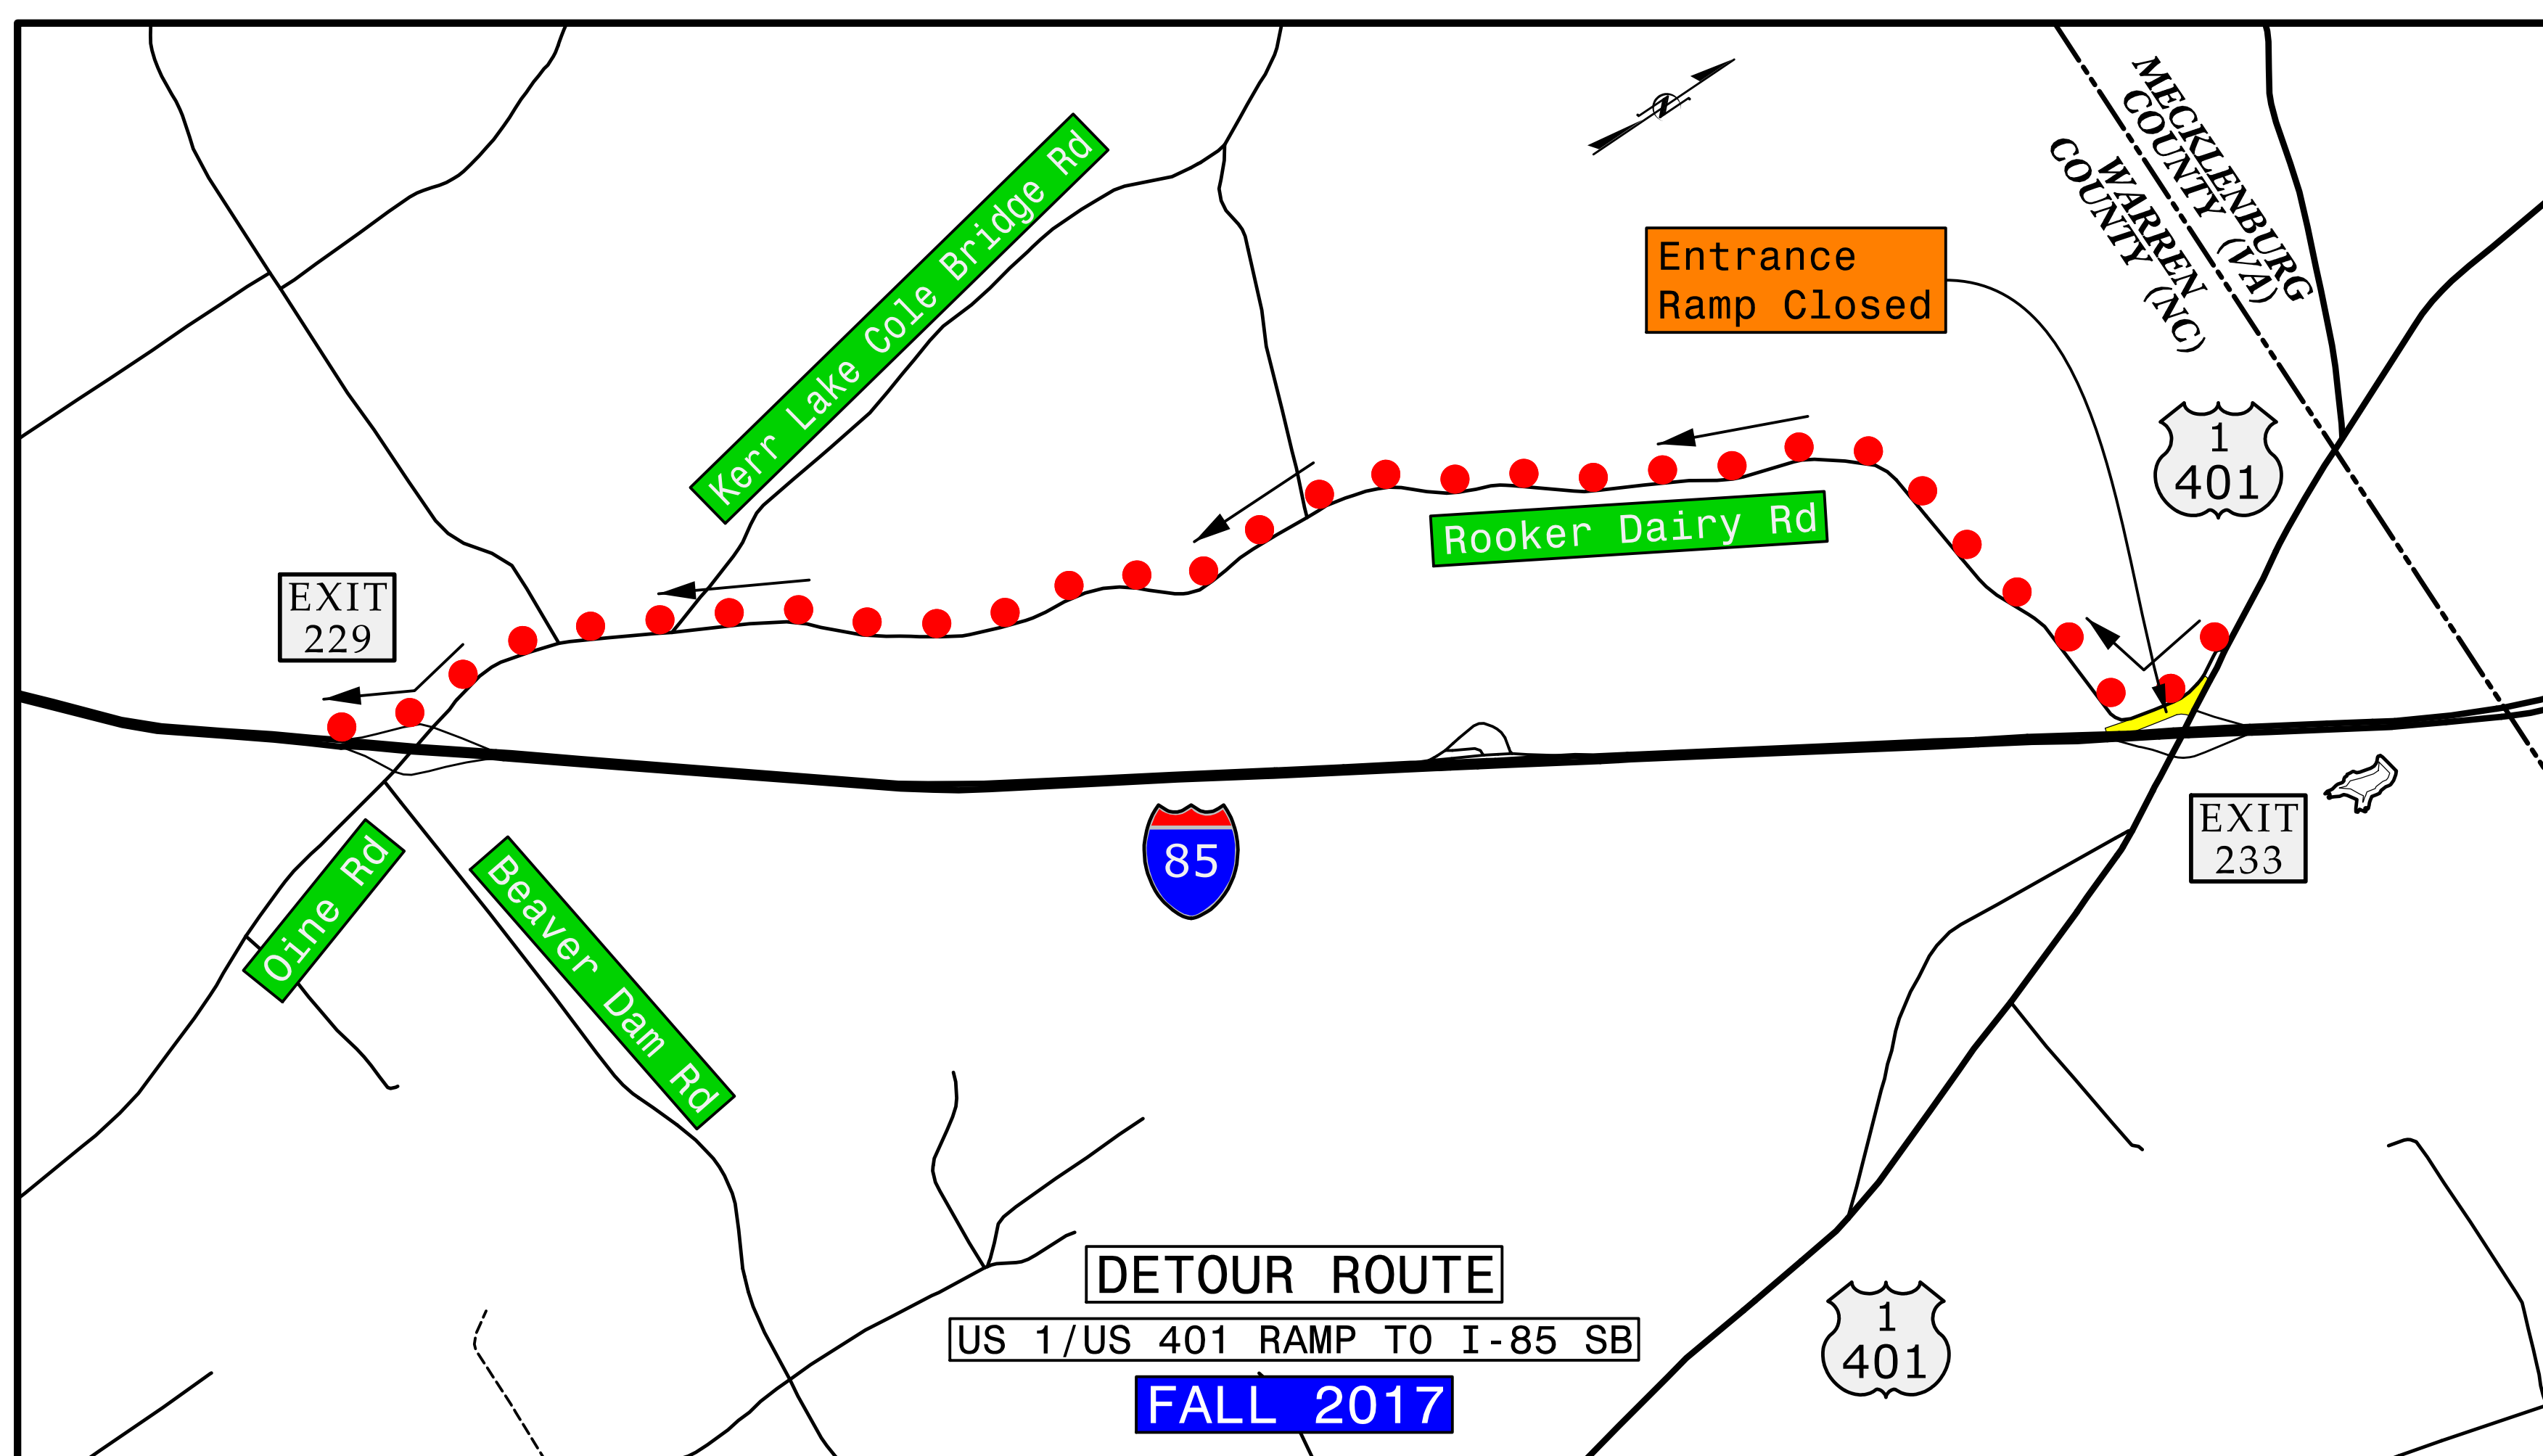 MECKLENBURG
COUNTY (VA)
WARREN
COUNTY (NC)
N
Kerr Lake Cole Bridge Rd
Entrance
Ramp Closed
1
401
Rooker Dairy Rd
EXIT
229
85
EXIT
233
Oine Rd
Beaver Dam Rd
DETOUR ROUTE
US 1/US 401 RAMP TO I-85 SB
FALL 2017
1
401